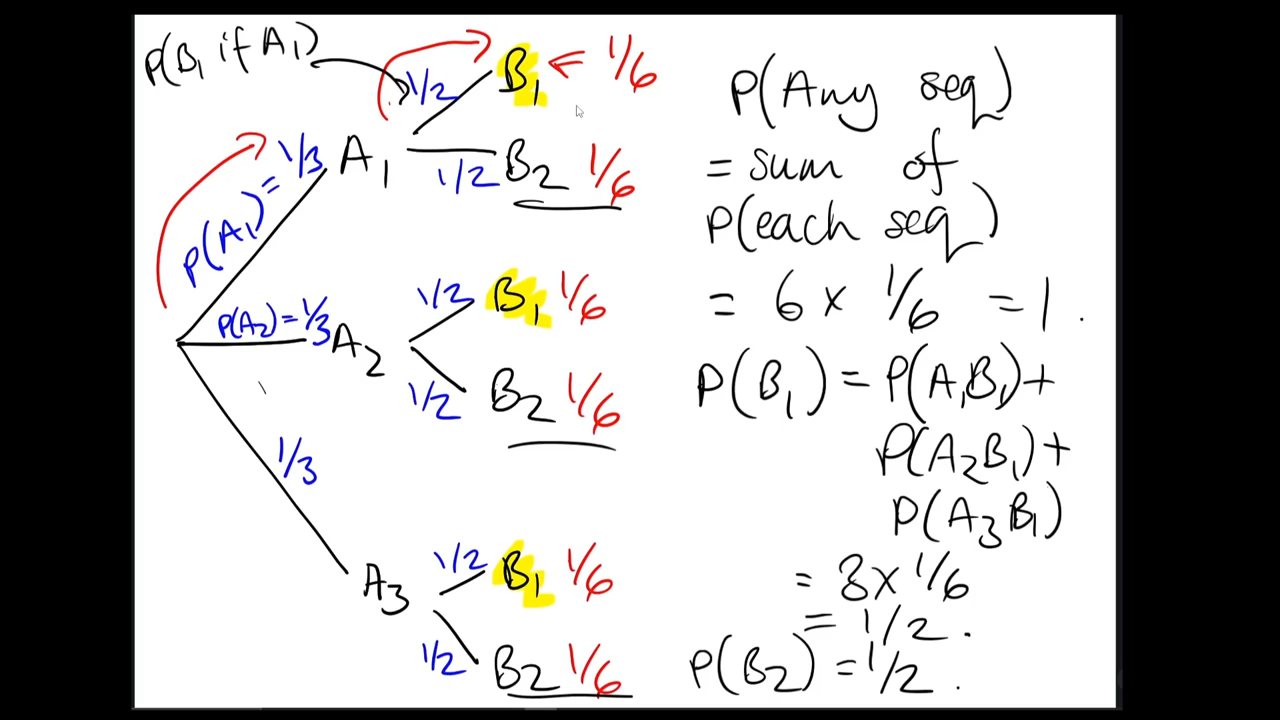 P(B1 if A1)
1/2
B1 ← 1/6
P(A1) = 1/3
A1
1/2
B2 1/6
P(A2) = 1/3
A2
1/2
B1 1/6
1/2
B2 1/6
1/3
A3
1/2
B1 1/6
1/2
B2 1/6
P(Any seq)
= sum of
P(each seq)
= 6 x 1/6 = 1.
P(B1) = P(A1B1) +
P(A2B1) +
P(A3B1)
= 3 x 1/6
= 1/2.
P(B2) = 1/2.